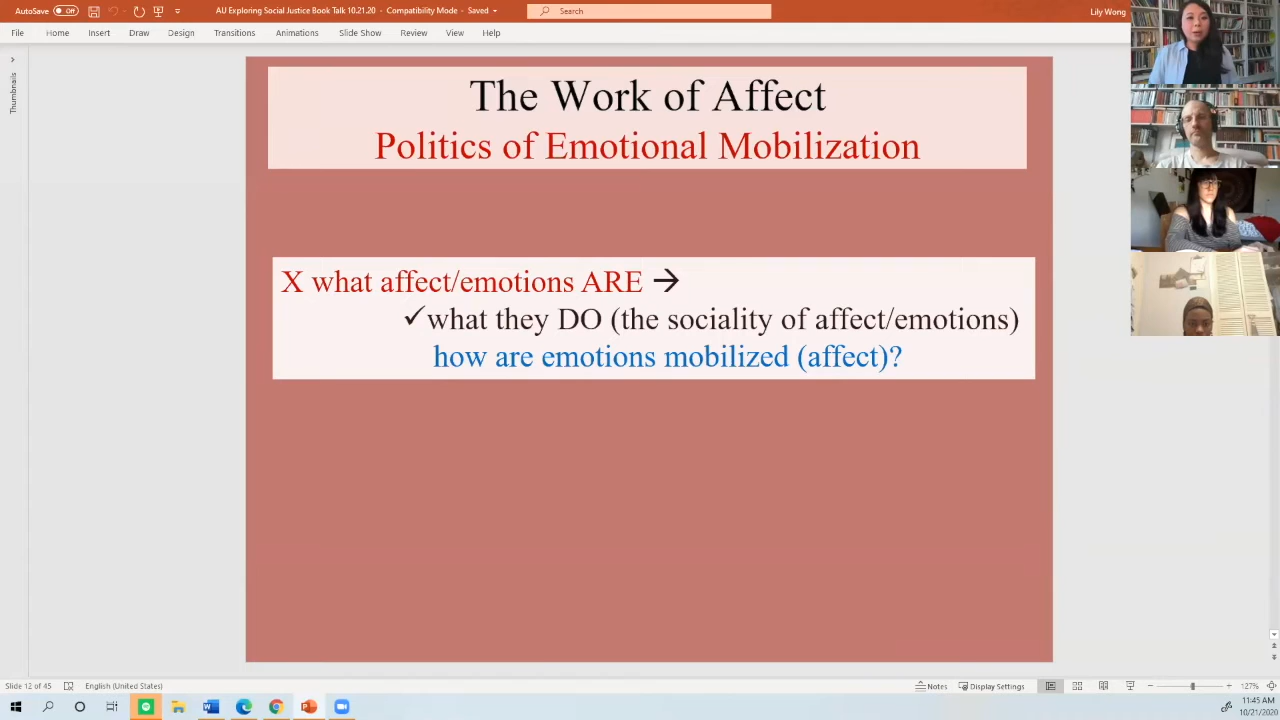 AutoSave Off
AU Exploring Social Justice Book Talk 10.21.20 - Compatibility Mode - Saved
Search
Lily Wong
File Home Insert Draw Design Transitions Animations Slide Show Review View Help
Thumbnails
The Work of Affect
Politics of Emotional Mobilization
X what affect/emotions ARE →
✓what they DO (the sociality of affect/emotions)
how are emotions mobilized (affect)?
Slide 12 of 45 English (United States) Notes Display Settings 127%
11:45 AM
10/21/2020